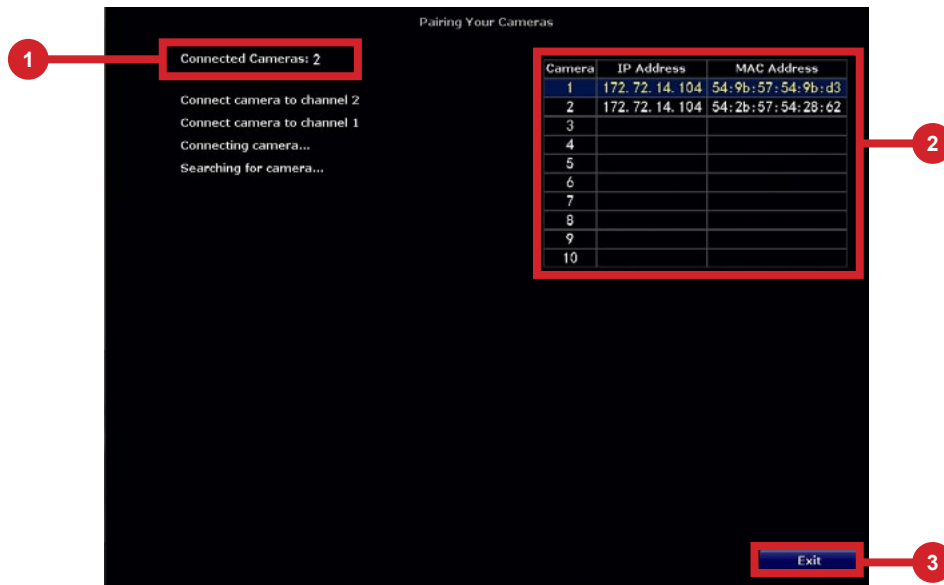 Pairing Your Cameras
1
Connected Cameras: 2
Connect camera to channel 2
Connect camera to channel 1
Connecting camera...
Searching for camera...
Camera IP Address MAC Address
1 172. 72. 14. 104 54:9b:57:54:9b:d3
2 172. 72. 14. 104 54:2b:57:54:28:62
3
4
5
6
7
8
9
10
2
Exit
3